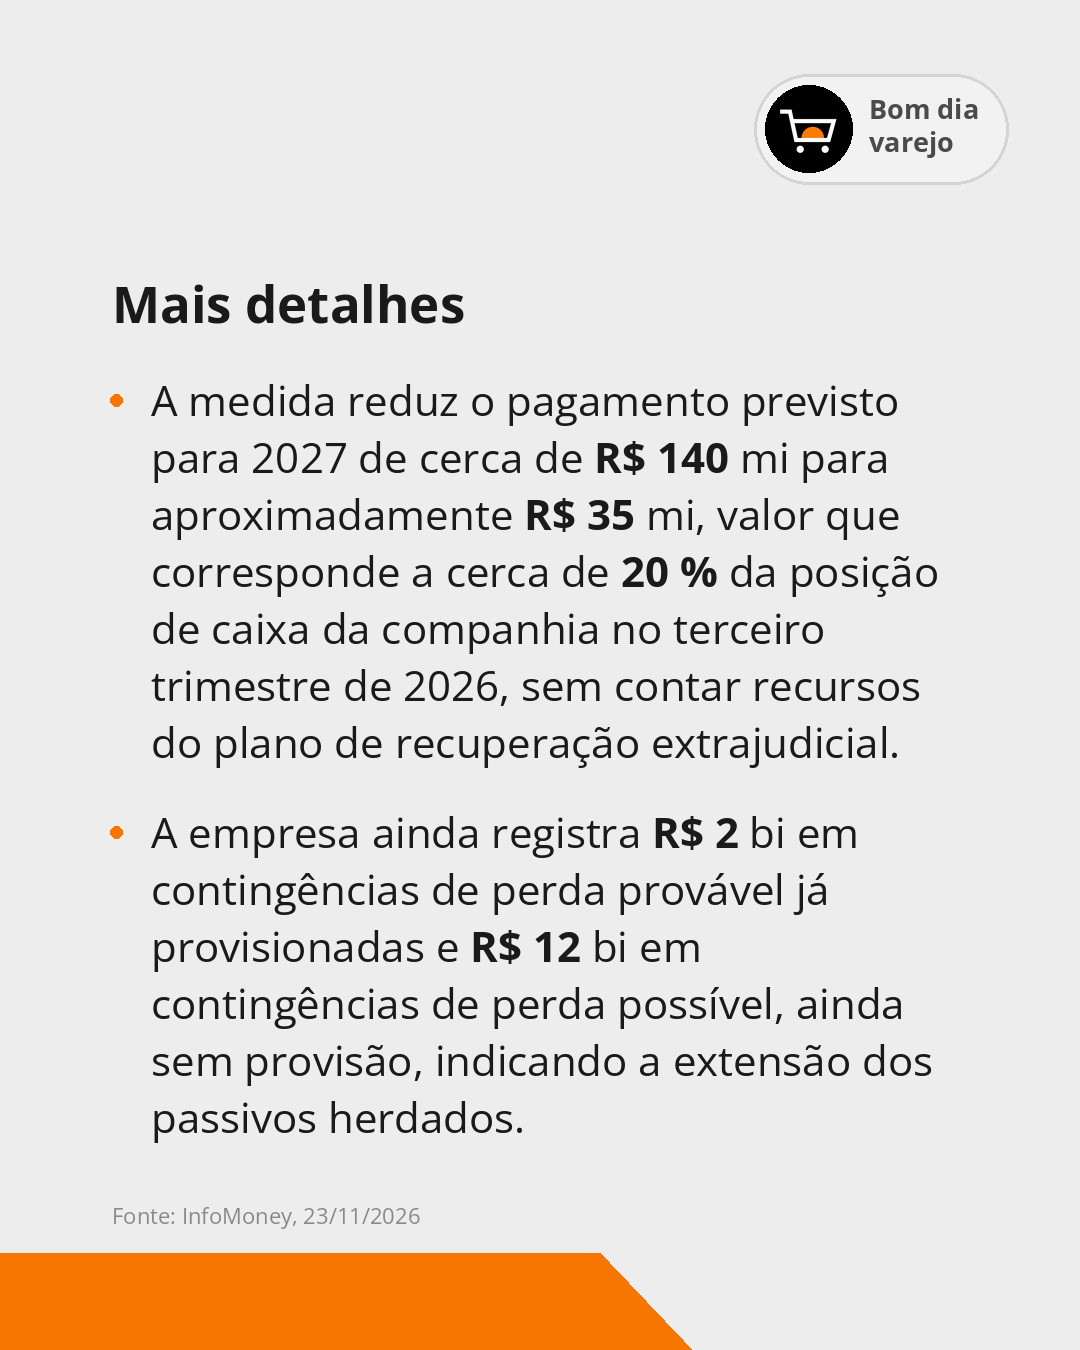 Bom dia
varejo
Mais detalhes
• A medida reduz o pagamento previsto
para 2027 de cerca de R$ 140 mi para
aproximadamente R$ 35 mi, valor que
corresponde a cerca de 20 % da posição
de caixa da companhia no terceiro
trimestre de 2026, sem contar recursos
do plano de recuperação extrajudicial.
• A empresa ainda registra R$ 2 bi em
contingências de perda provável já
provisionadas e R$ 12 bi em
contingências de perda possível, ainda
sem provisão, indicando a extensão dos
passivos herdados.
Fonte: InfoMoney, 23/11/2026